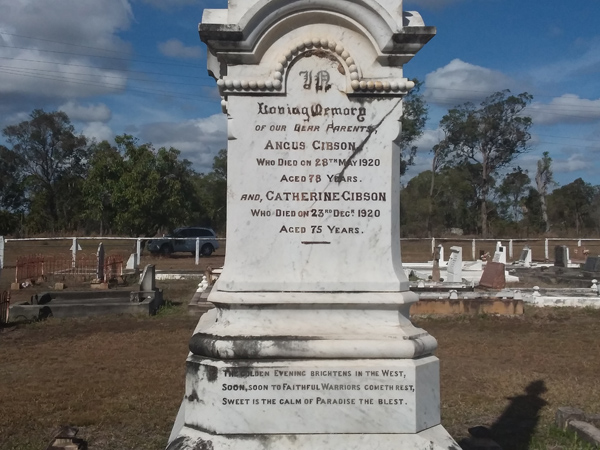 IN
Loving Memory
OF OUR DEAR PARENTS,
ANGUS GIBSON,
WHO DIED ON 28TH MAY 1920
AGED 78 YEARS.
AND, CATHERINE GIBSON
WHO DIED ON 23RD DECR 1920
AGED 75 YEARS.
THE GOLDEN EVENING BRIGHTENS IN THE WEST,
SOON, SOON TO FAITHFUL WARRIORS COMETH REST,
SWEET IS THE CALM OF PARADISE THE BLEST.